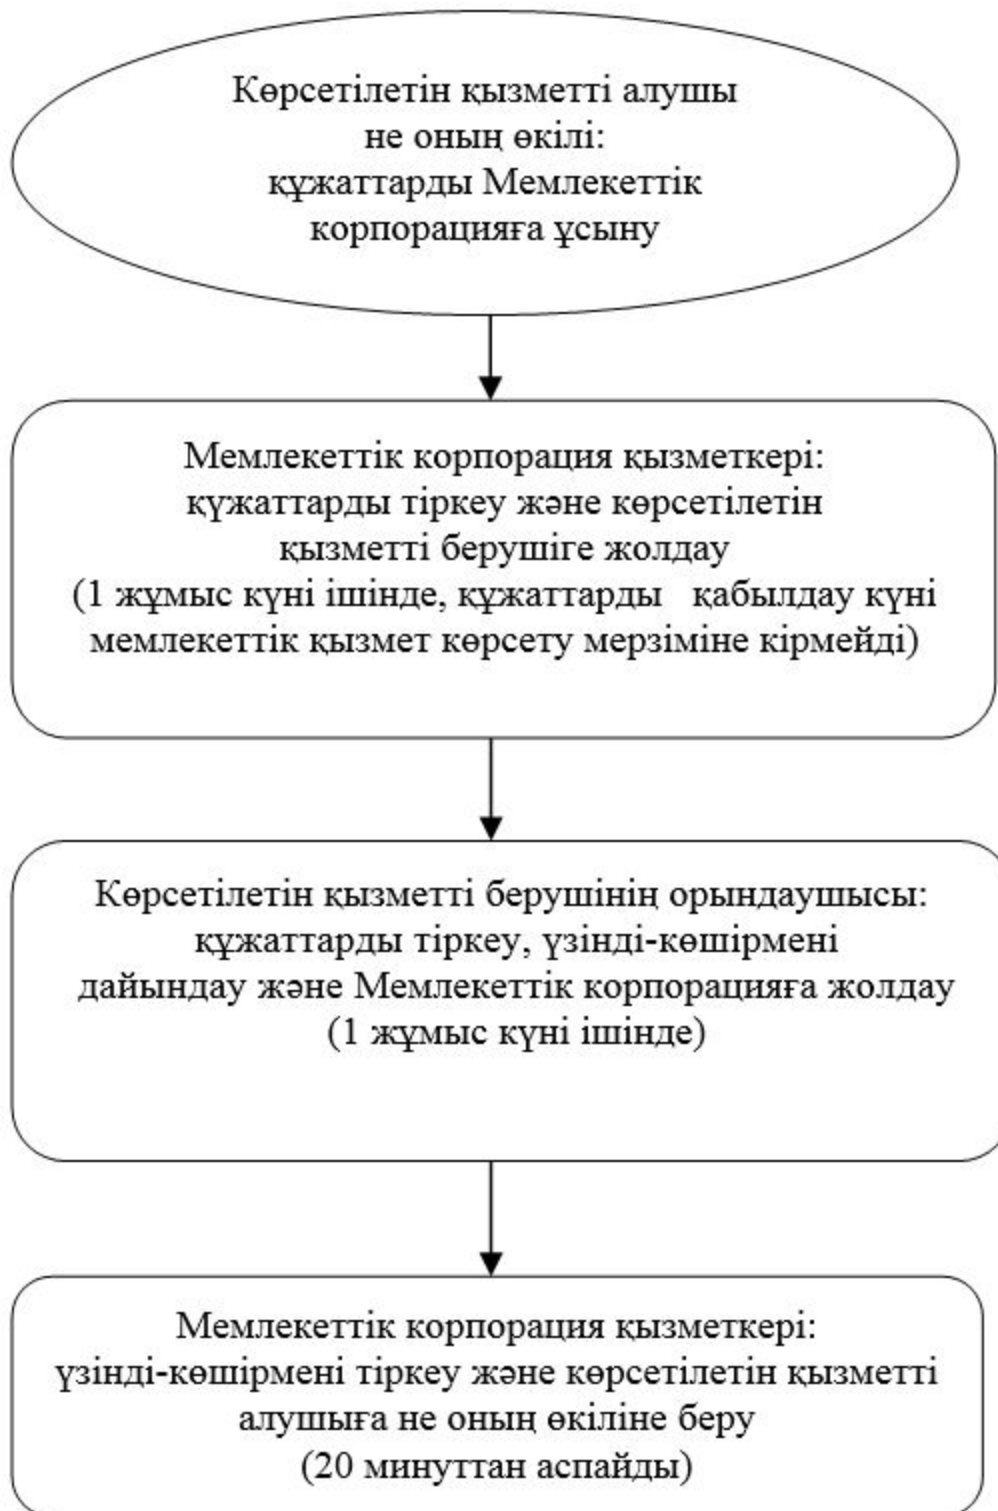 Көрсетілетін қызметті алушы
не оның өкілі:
құжаттарды Мемлекеттік
корпорацияға ұсыну
Мемлекеттік корпорация қызметкері:
құжаттарды тіркеу және көрсетілетін
қызметті берушіге жолдау
(1 жұмыс күні ішінде, құжаттарды қабылдау күні
мемлекеттік қызмет көрсету мерзіміне кірмейді)
Көрсетілетін қызметті берушінің орындаушысы:
құжаттарды тіркеу, үзінді-көшірмені
дайындау және Мемлекеттік корпорацияға жолдау
(1 жұмыс күні ішінде)
Мемлекеттік корпорация қызметкері:
үзінді-көшірмені тіркеу және көрсетілетін қызметті
алушыға не оның өкіліне беру
(20 минуттан аспайды)